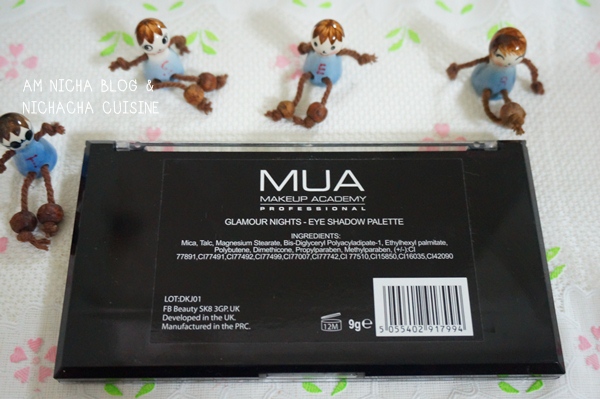 AM NICHA BLOG &
NICHACHA CUISINE
C
E
S
T
MUA
MAKEUP ACADEMY
PROFESSIONAL
GLAMOUR NIGHTS - EYE SHADOW PALETTE
INGREDIENTS:
Mica, Talc, Magnesium Stearate, Bis-Diglyceryl Polyacyladipate-1, Ethylhexyl palmitate,
Polybutene, Dimethicone, Propylparaben, Methylparaben, (+/-):CI
77891,CI77491,CI77492,CI77499,CI77007,CI77742,CI 77510,CI15850,CI16035,CI42090
LOT:DKJ01
FB Beauty SK8 3GP. UK
Developed in the UK.
Manufactured in the PRC.
12M
9g℮
5 055402 917994